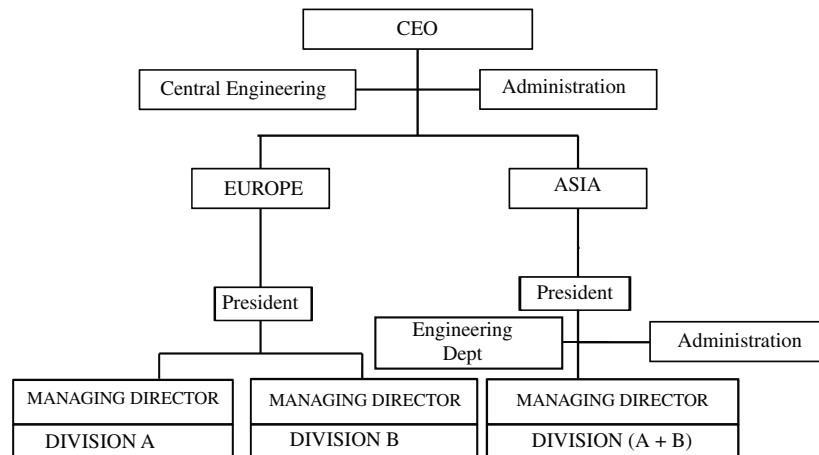 CEO
Central Engineering
Administration
EUROPE
ASIA
President
President
Engineering
Dept
Administration
MANAGING DIRECTOR
MANAGING DIRECTOR
MANAGING DIRECTOR
DIVISION A
DIVISION B
DIVISION (A + B)